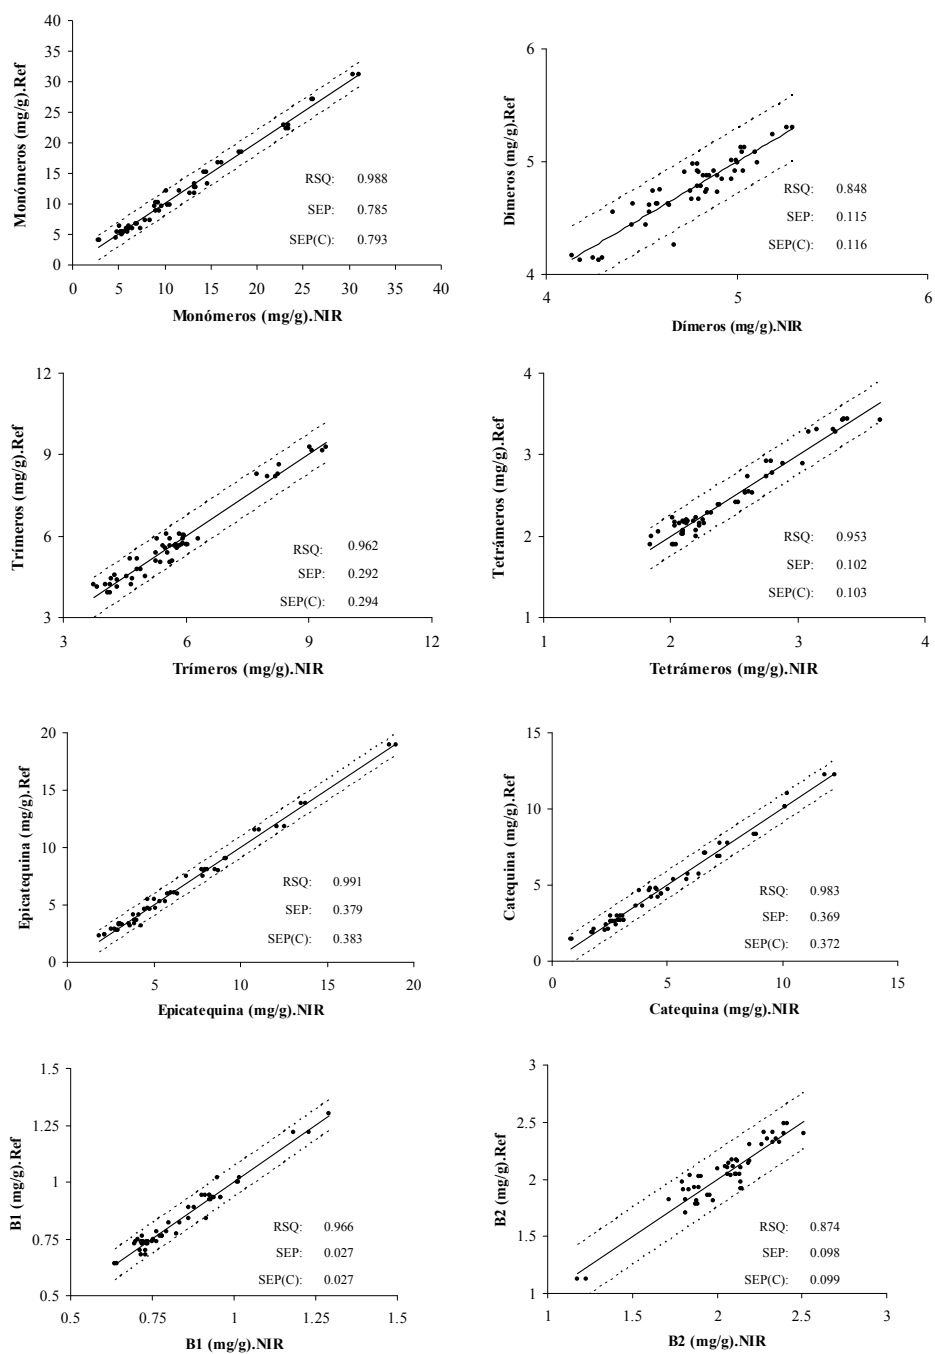 40
35
30
25
20
15
10
5
0
Monómeros (mg/g).Ref
RSQ: 0.988
SEP: 0.785
SEP(C): 0.793
0 5 10 15 20 25 30 35 40
Monómeros (mg/g).NIR
6
5
4
Dímeros (mg/g).Ref
RSQ: 0.848
SEP: 0.115
SEP(C): 0.116
4 5 6
Dímeros (mg/g).NIR
12
9
6
3
Trímeros (mg/g).Ref
RSQ: 0.962
SEP: 0.292
SEP(C): 0.294
3 6 9 12
Trímeros (mg/g).NIR
4
3
2
1
Tetrámeros (mg/g).Ref
RSQ: 0.953
SEP: 0.102
SEP(C): 0.103
1 2 3 4
Tetrámeros (mg/g).NIR
20
15
10
5
0
Epicatequina (mg/g).Ref
RSQ: 0.991
SEP: 0.379
SEP(C): 0.383
0 5 10 15 20
Epicatequina (mg/g).NIR
15
10
5
0
Catequina (mg/g).Ref
RSQ: 0.983
SEP: 0.369
SEP(C): 0.372
0 5 10 15
Catequina (mg/g).NIR
1.5
1.25
1
0.75
0.5
B1 (mg/g).Ref
RSQ: 0.966
SEP: 0.027
SEP(C): 0.027
0.5 0.75 1 1.25 1.5
B1 (mg/g).NIR
3
2.5
2
1.5
1
B2 (mg/g).Ref
RSQ: 0.874
SEP: 0.098
SEP(C): 0.099
1 1.5 2 2.5 3
B2 (mg/g).NIR